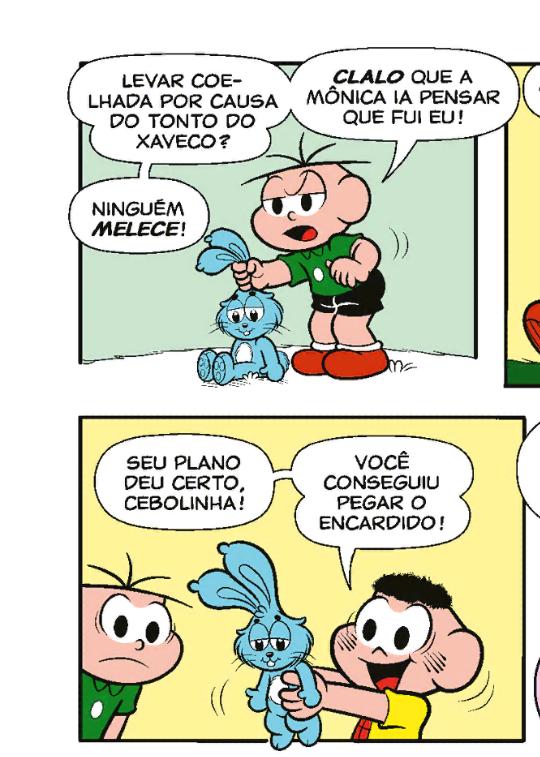 LEVAR COE-
LHADA POR CAUSA
DO TONTO DO
XAVECO?
NINGUÉM
MELECE!
CLALO QUE A
MÔNICA IA PENSAR
QUE FUI EU!
SEU PLANO
DEU CERTO,
CEBOLINHA!
VOCÊ
CONSEGUIU
PEGAR O
ENCARDIDO!